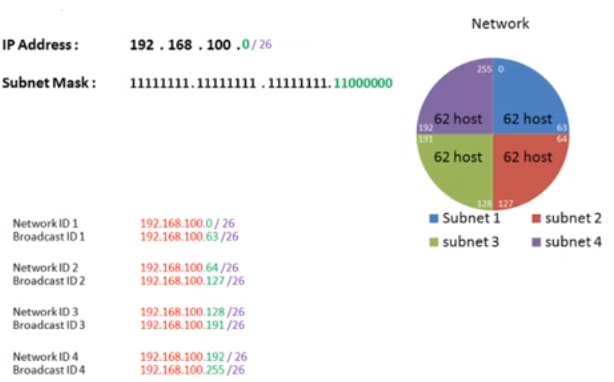 Network
IP Address : 192 . 168 . 100 .0/ 26
Subnet Mask : 11111111.11111111 . 11111111.11000000
255 0
62 host 62 host
192 63
191 64
62 host 62 host
128 127
Subnet 1 subnet 2
subnet 3 subnet 4
Network ID 1 192.168.100.0 / 26
Broadcast ID 1 192.168.100.63 /26
Network ID 2 192.168.100.64 /26
Broadcast ID 2 192.168.100.127 /26
Network ID 3 192.168.100.128 /26
Broadcast ID 3 192.168.100.191 /26
Network ID 4 192.168.100.192 / 26
Broadcast ID 4 192.168.100.255 /26